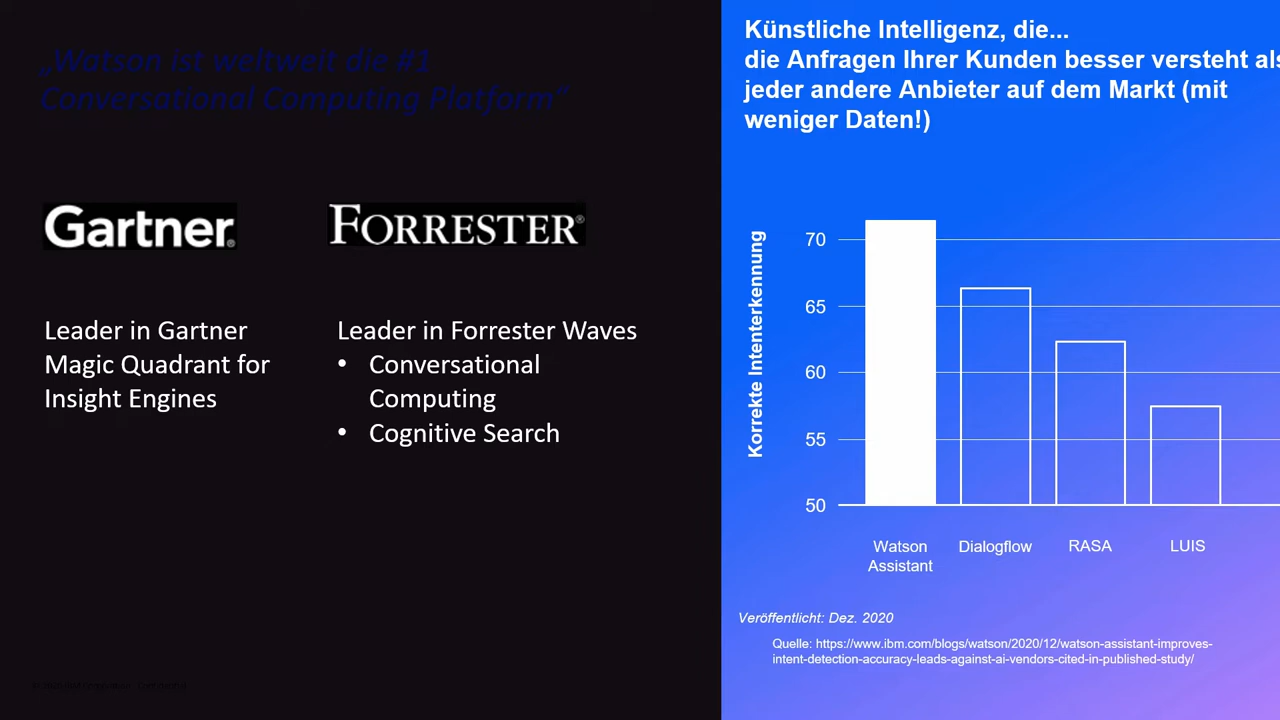 „Watson ist weltweit die #1
Conversational Computing Platform“
Gartner®
FORRESTER®
Leader in Gartner
Magic Quadrant for
Insight Engines
Leader in Forrester Waves
• Conversational
Computing
• Cognitive Search
Künstliche Intelligenz, die...
die Anfragen Ihrer Kunden besser versteht als
jeder andere Anbieter auf dem Markt (mit
weniger Daten!)
Korrekte Intenterkennung
70
65
60
55
50
Watson
Assistant
Dialogflow
RASA
LUIS
Veröffentlicht: Dez. 2020
Quelle: https://www.ibm.com/blogs/watson/2020/12/watson-assistant-improves-
intent-detection-accuracy-leads-against-ai-vendors-cited-in-published-study/